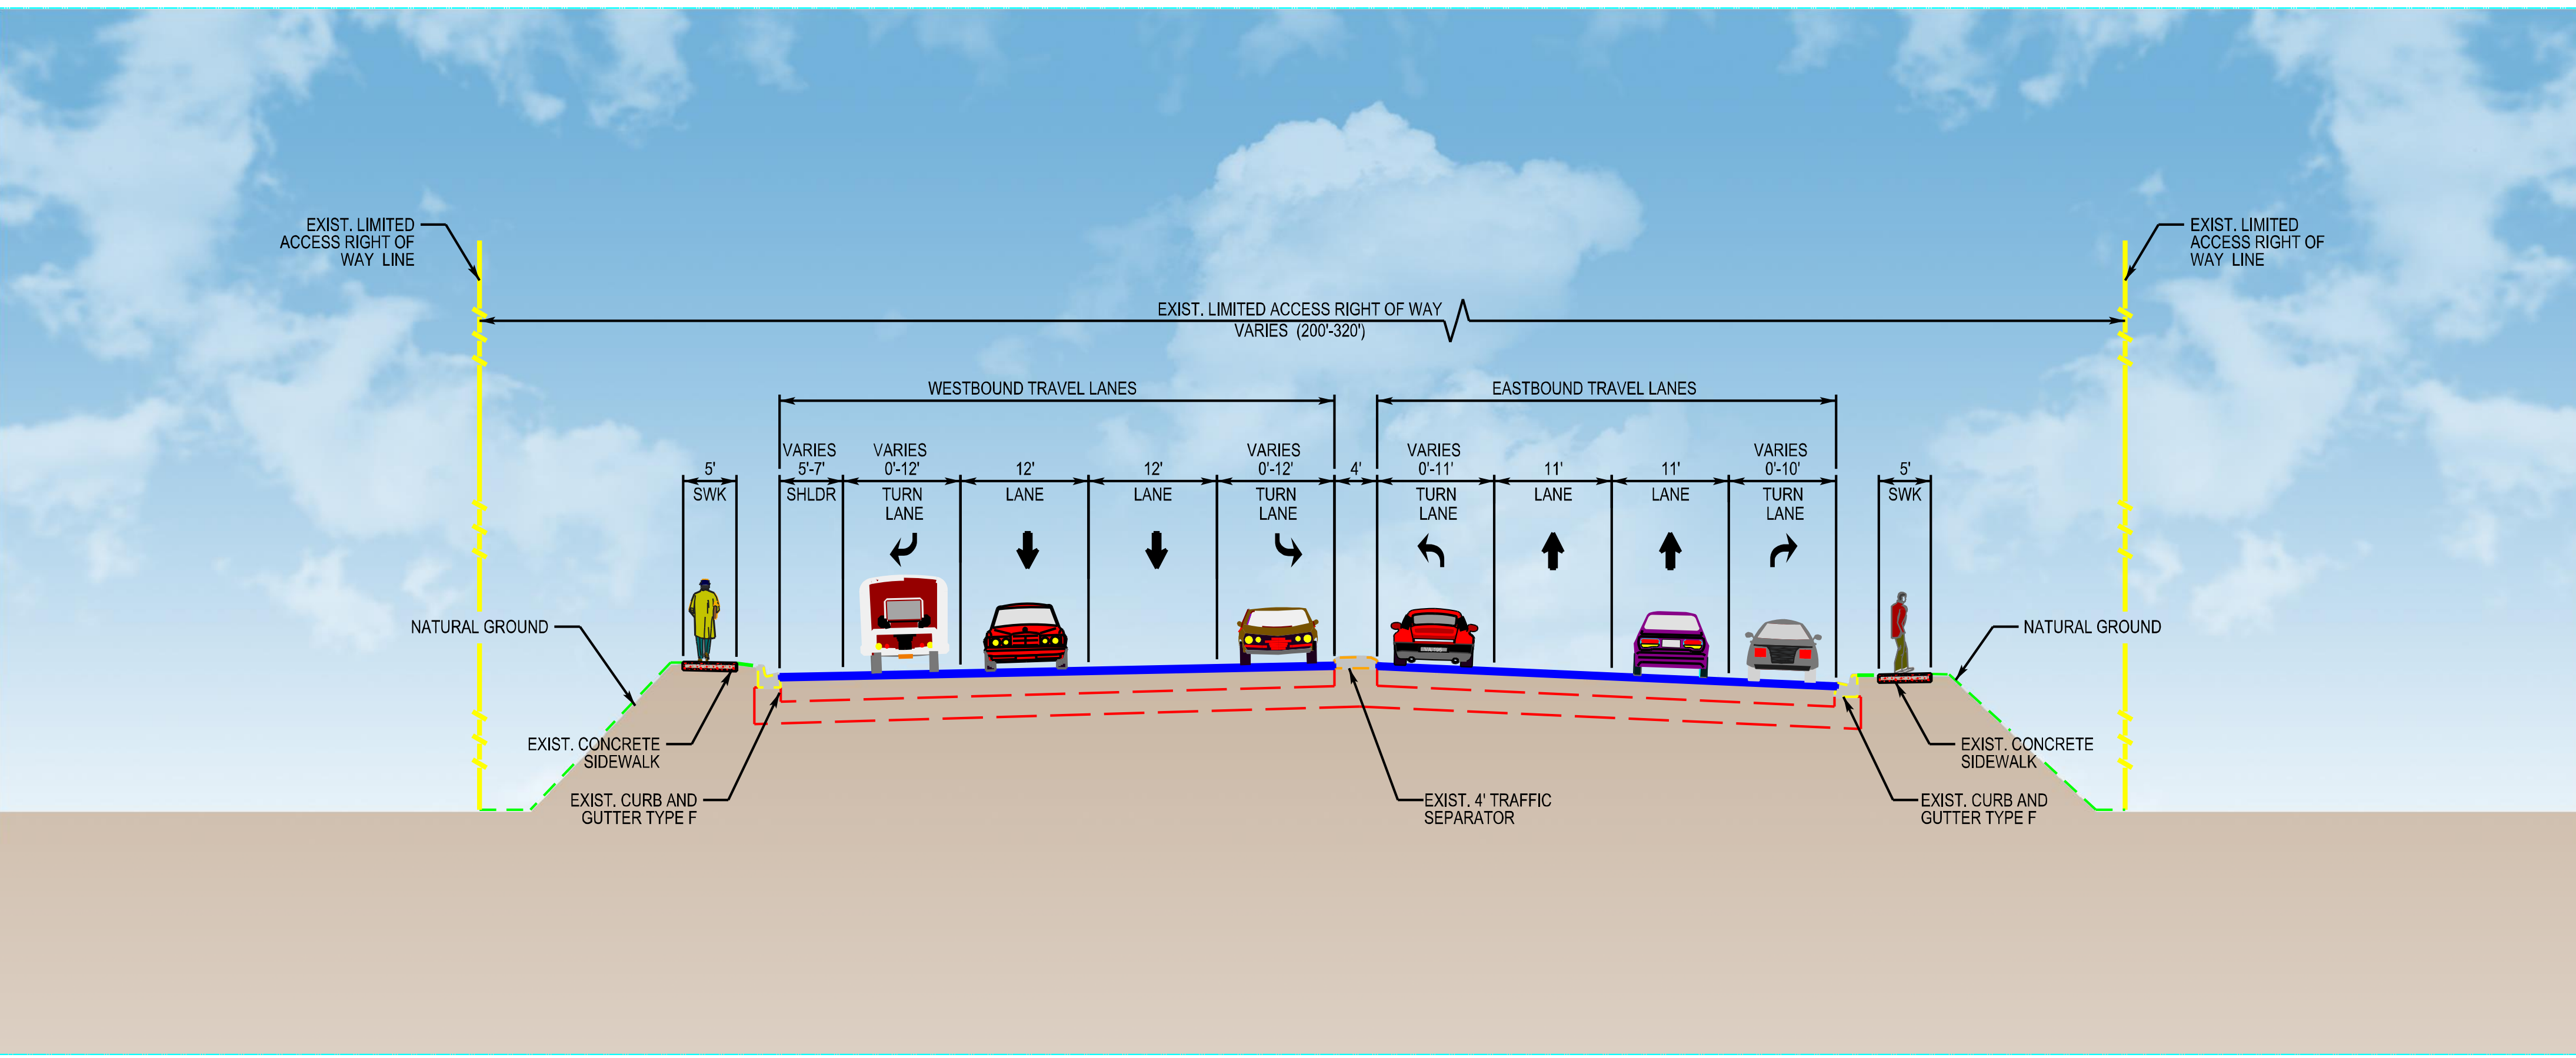 EXIST. LIMITED
ACCESS RIGHT OF
WAY LINE
EXIST. LIMITED
ACCESS RIGHT OF
WAY LINE
EXIST. LIMITED ACCESS RIGHT OF WAY
VARIES (200'-320')
WESTBOUND TRAVEL LANES
EASTBOUND TRAVEL LANES
5'
SWK
VARIES
5'-7'
SHLDR
VARIES
0'-12'
TURN
LANE
12'
LANE
12'
LANE
VARIES
0'-12'
TURN
LANE
4'
VARIES
0'-11'
TURN
LANE
11'
LANE
11'
LANE
VARIES
0'-10'
TURN
LANE
5'
SWK
NATURAL GROUND
NATURAL GROUND
EXIST. CONCRETE
SIDEWALK
EXIST. CONCRETE
SIDEWALK
EXIST. CURB AND
GUTTER TYPE F
EXIST. 4' TRAFFIC
SEPARATOR
EXIST. CURB AND
GUTTER TYPE F